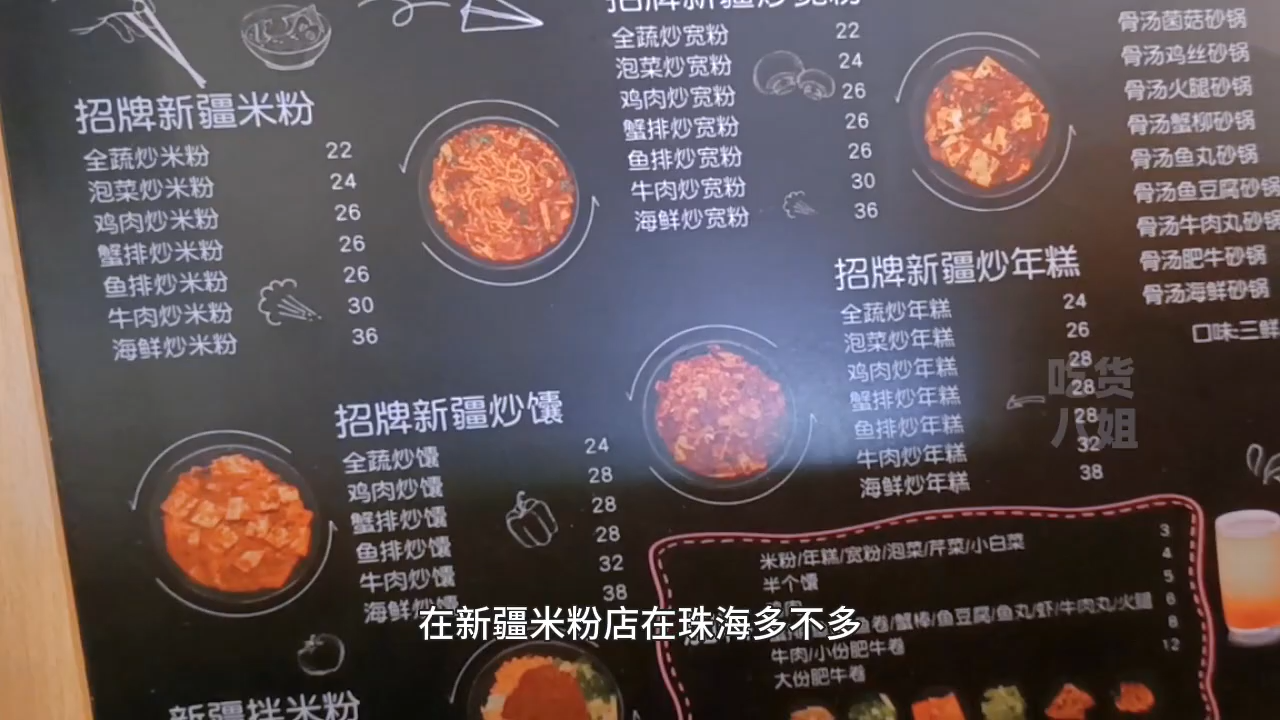 招牌新疆米粉
全蔬炒米粉 22
泡菜炒米粉 24
鸡肉炒米粉 26
蟹排炒米粉 26
鱼排炒米粉 26
牛肉炒米粉 30
海鲜炒米粉 36
招牌新疆炒宽粉
全蔬炒宽粉 22
泡菜炒宽粉 24
鸡肉炒宽粉 26
蟹排炒宽粉 26
鱼排炒宽粉 26
牛肉炒宽粉 30
海鲜炒宽粉 36
骨汤菌菇砂锅
骨汤鸡丝砂锅
骨汤火腿砂锅
骨汤蟹柳砂锅
骨汤鱼丸砂锅
骨汤鱼豆腐砂锅
骨汤牛肉丸砂锅
骨汤肥牛砂锅
骨汤海鲜砂锅
口味:三鲜
招牌新疆炒年糕
全蔬炒年糕 24
泡菜炒年糕 26
鸡肉炒年糕 28
蟹排炒年糕 28
鱼排炒年糕 28
牛肉炒年糕 32
海鲜炒年糕 38
吃货
八姐
招牌新疆炒馕
全蔬炒馕 24
鸡肉炒馕 28
蟹排炒馕 28
鱼排炒馕 28
牛肉炒馕 32
海鲜炒馕 38
米粉/年糕/宽粉/泡菜/芹菜/小白菜 3
半个馕 4
5
卷/蟹棒/鱼豆腐/鱼丸/虾/牛肉丸/火腿 6
牛肉/小份肥牛卷 8
大份肥牛卷 12
新疆拌米粉
在新疆米粉店在珠海多不多